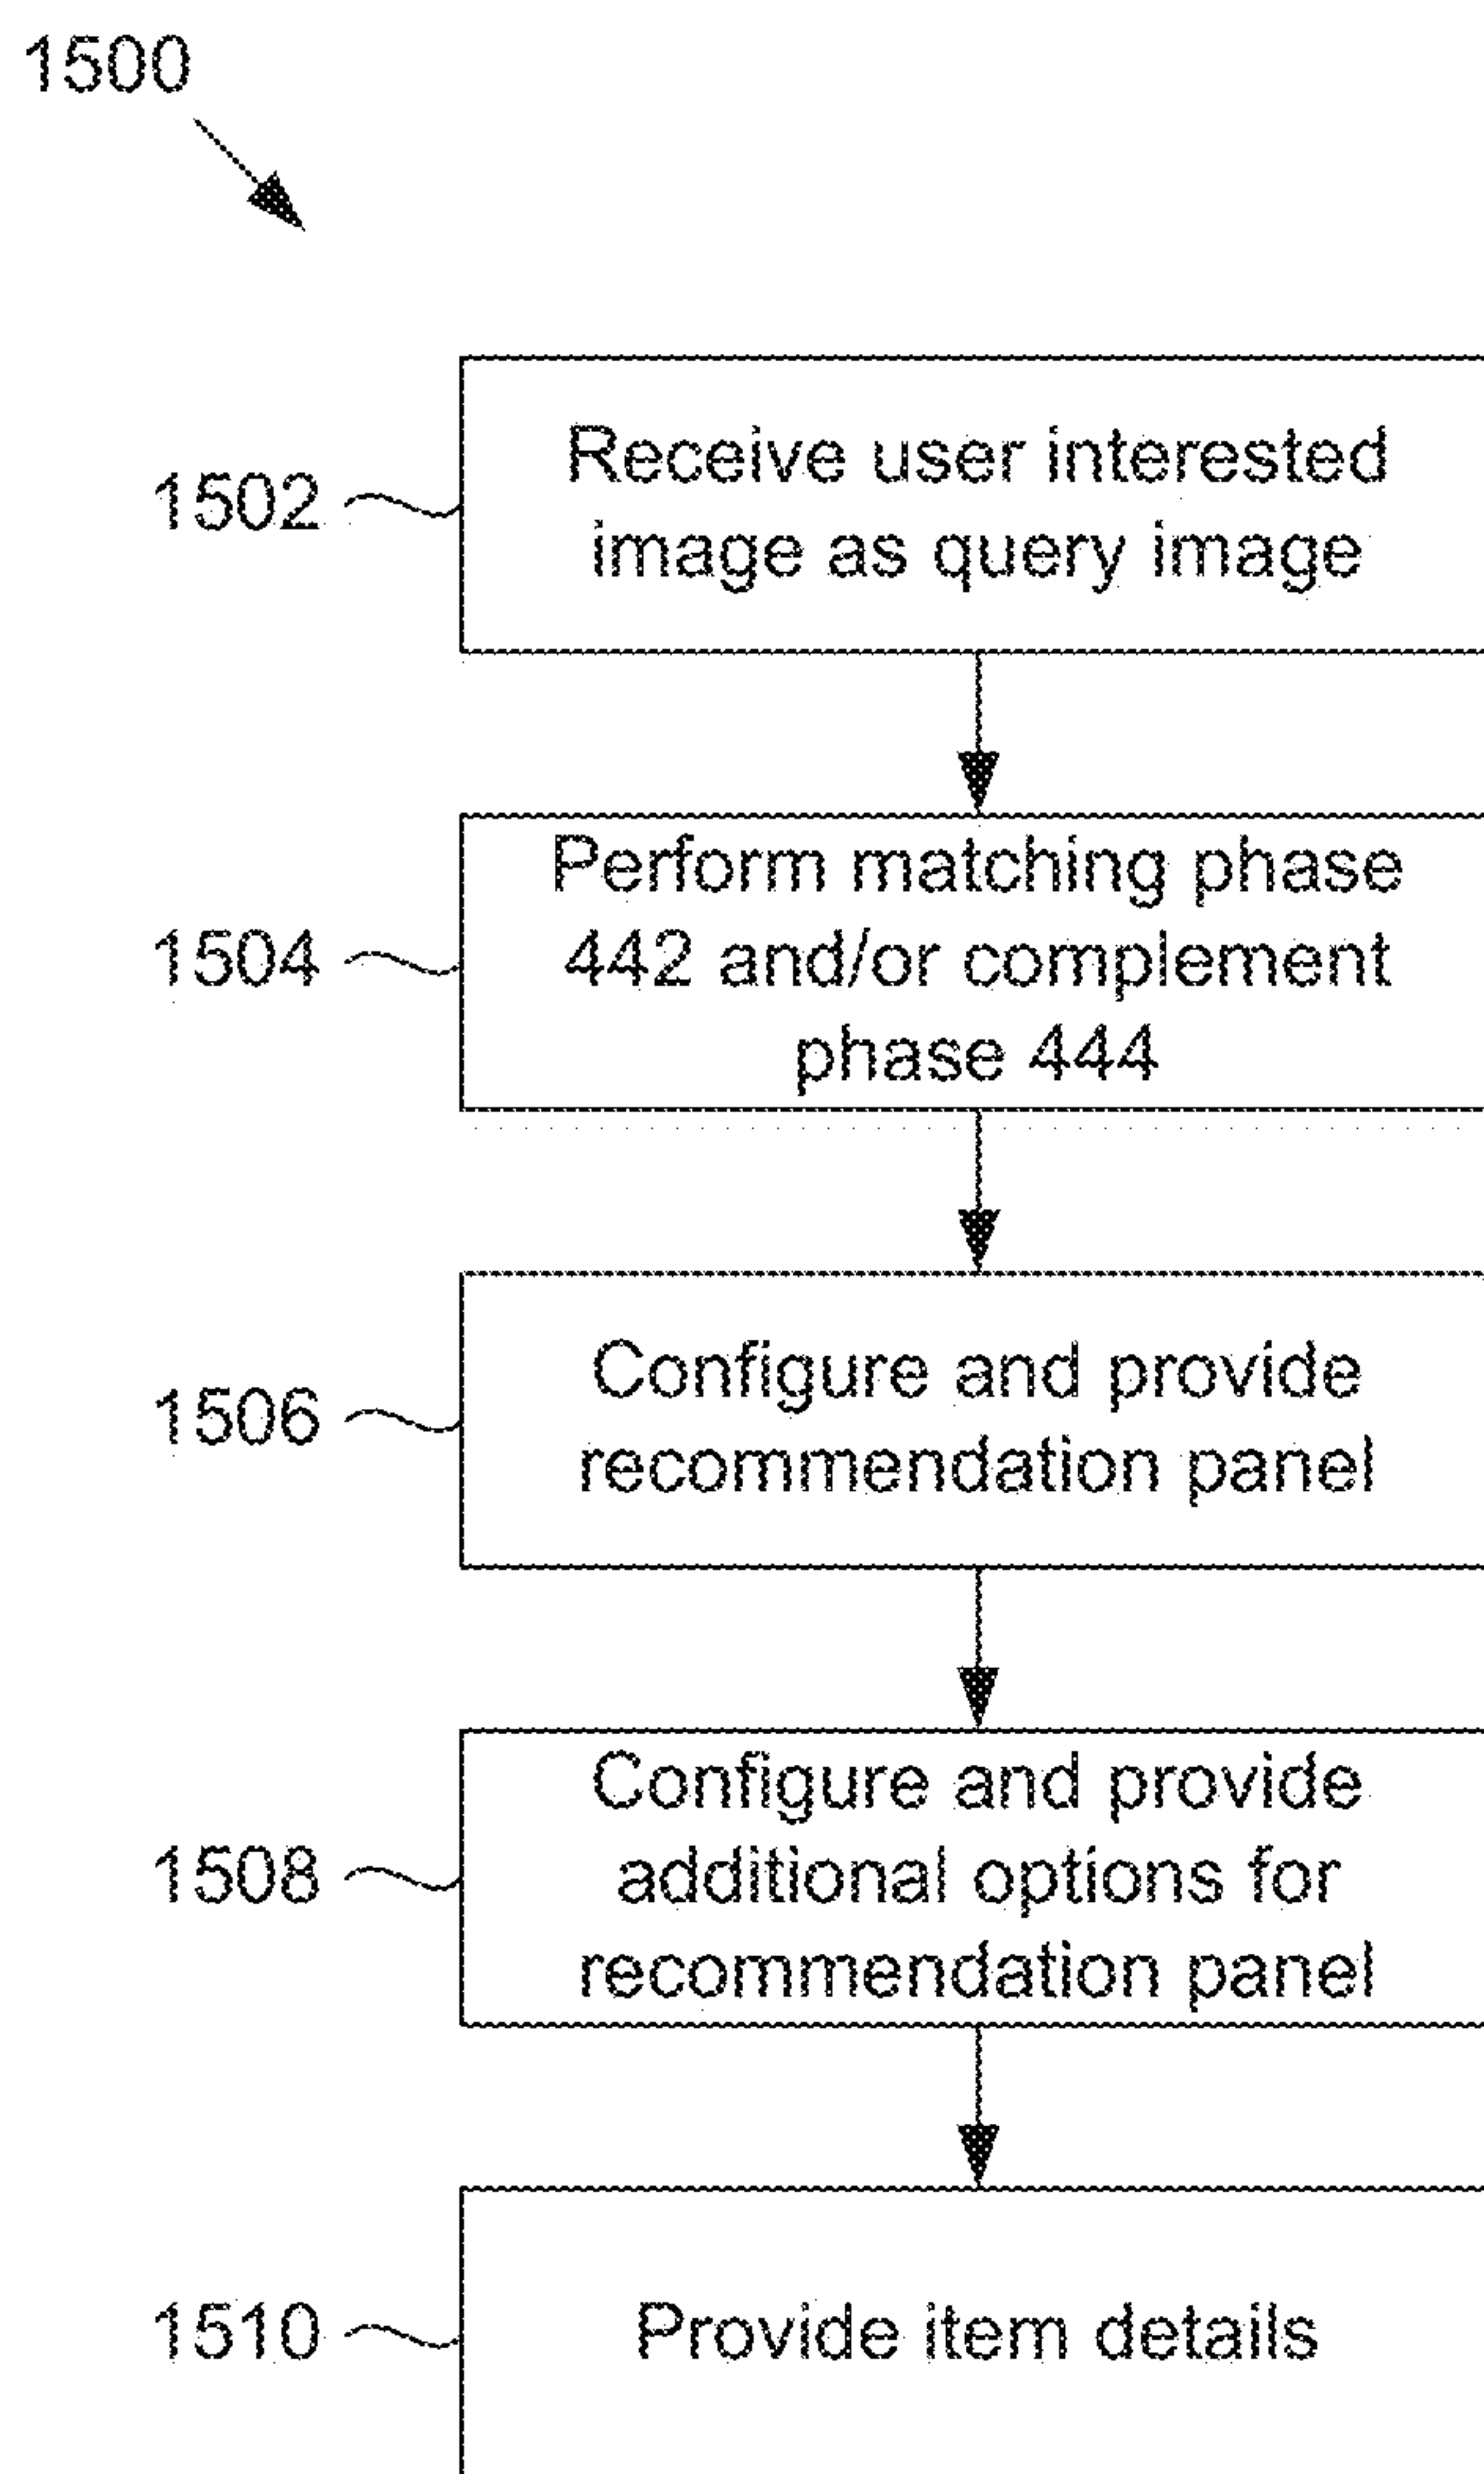 1500
Receive user interested
image as query image
1502
Perform matching phase
442 and/or complement
phase 444
1504
Configure and provide
recommendation panel
1506
Configure and provide
additional options for
recommendation panel
1508
Provide item details
1510